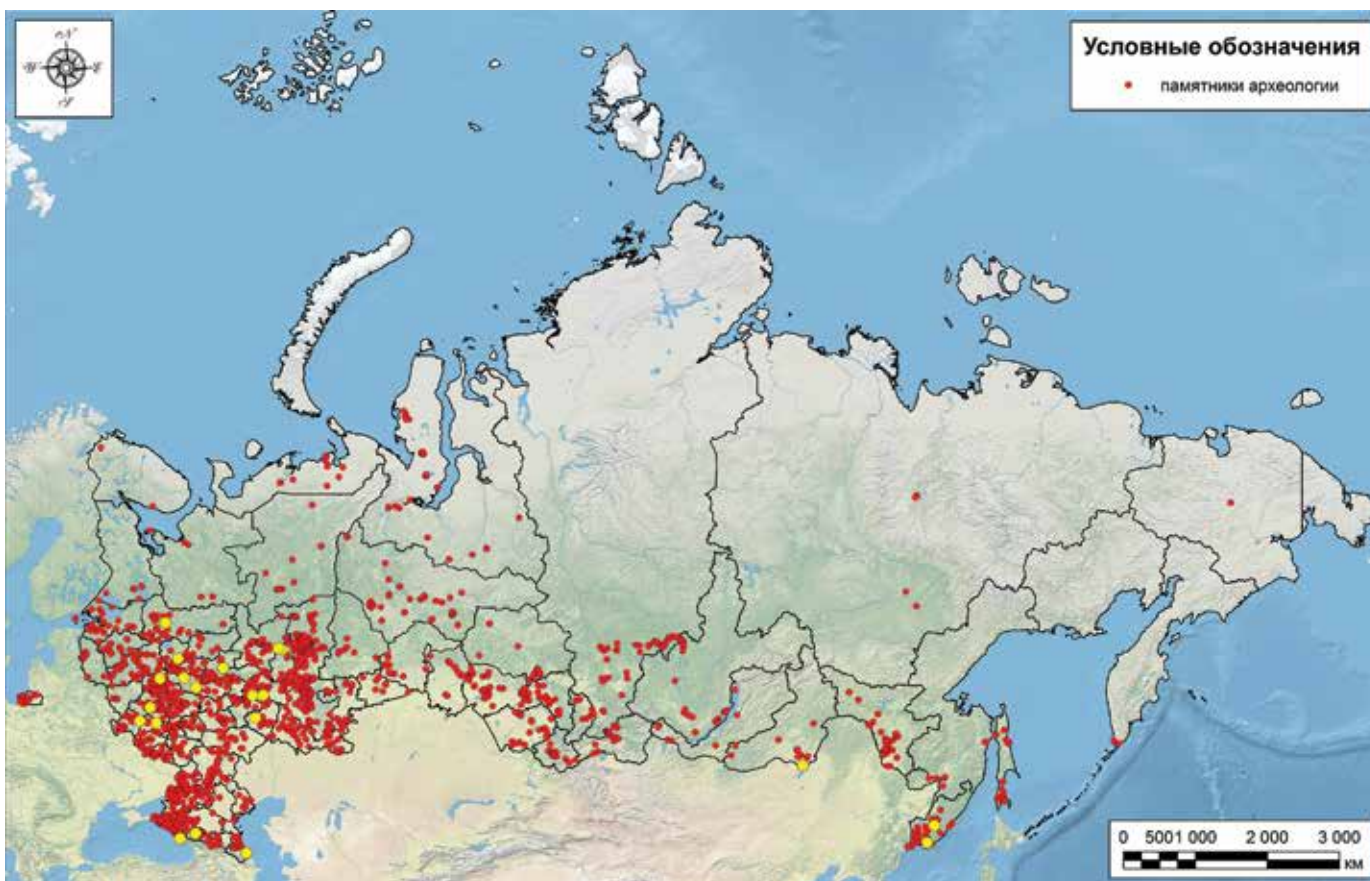 N
W E
S
Условные обозначения
памятники археологии
0 5001 000 2 000 3 000
км